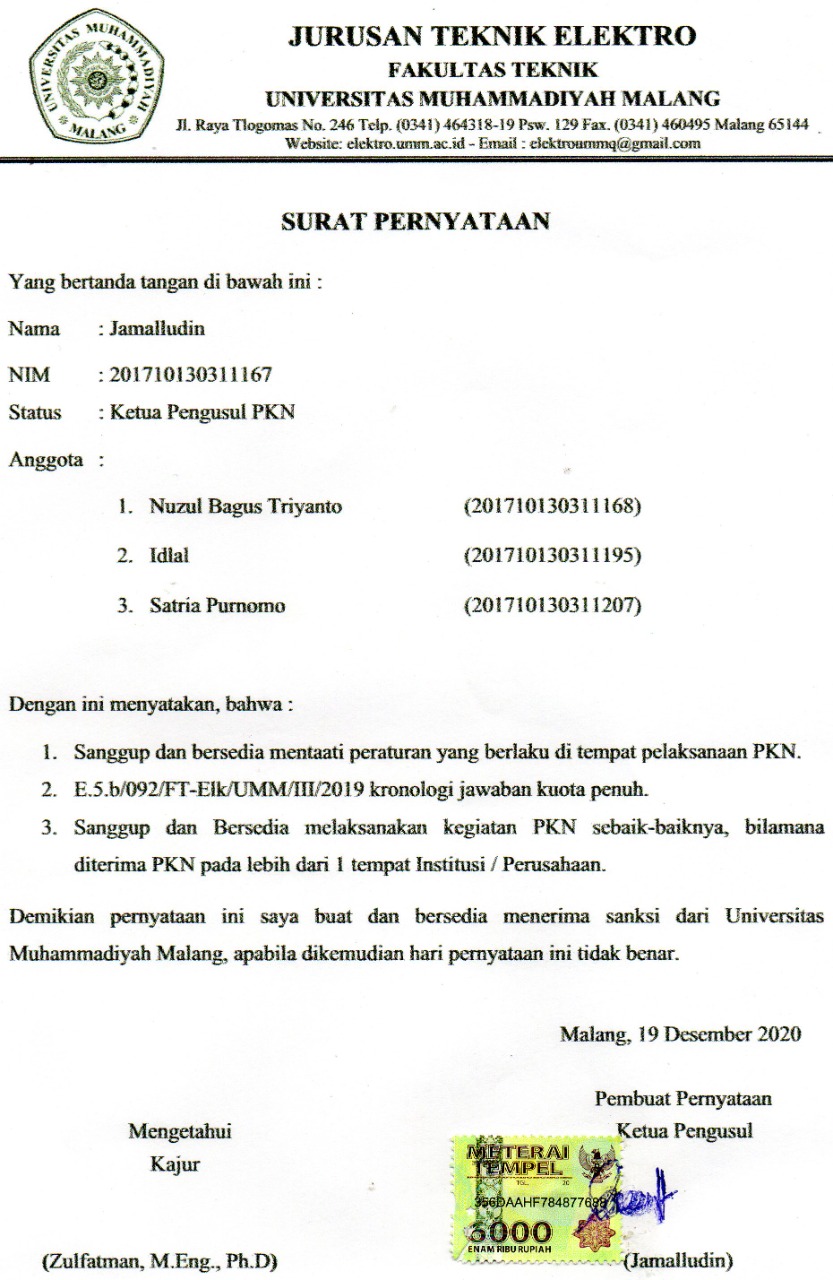 UNIVERSITAS MUHAMMADIYAH
MALANG
JURUSAN TEKNIK ELEKTRO
FAKULTAS TEKNIK
UNIVERSITAS MUHAMMADIYAH MALANG
Jl. Raya Tlogomas No. 246 Telp. (0341) 464318-19 Psw. 129 Fax. (0341) 460495 Malang 65144
Website: elektro.umm.ac.id - Email : elektroummq@gmail.com
SURAT PERNYATAAN
Yang bertanda tangan di bawah ini :
Nama : Jamalludin
NIM : 201710130311167
Status : Ketua Pengusul PKN
Anggota :
1. Nuzul Bagus Triyanto (201710130311168)
2. Idlal (201710130311195)
3. Satria Purnomo (201710130311207)
Dengan ini menyatakan, bahwa :
1. Sanggup dan bersedia mentaati peraturan yang berlaku di tempat pelaksanaan PKN.
2. E.5.b/092/FT-Elk/UMM/III/2019 kronologi jawaban kuota penuh.
3. Sanggup dan Bersedia melaksanakan kegiatan PKN sebaik-baiknya, bilamana
diterima PKN pada lebih dari 1 tempat Institusi / Perusahaan.
Demikian pernyataan ini saya buat dan bersedia menerima sanksi dari Universitas
Muhammadiyah Malang, apabila dikemudian hari pernyataan ini tidak benar.
Malang, 19 Desember 2020
Pembuat Pernyataan
Mengetahui Ketua Pengusul
Kajur
METERAI
TEMPEL
TGL. 20
6000
ENAM RIBU RUPIAH
(Zulfatman, M.Eng., Ph.D) (Jamalludin)